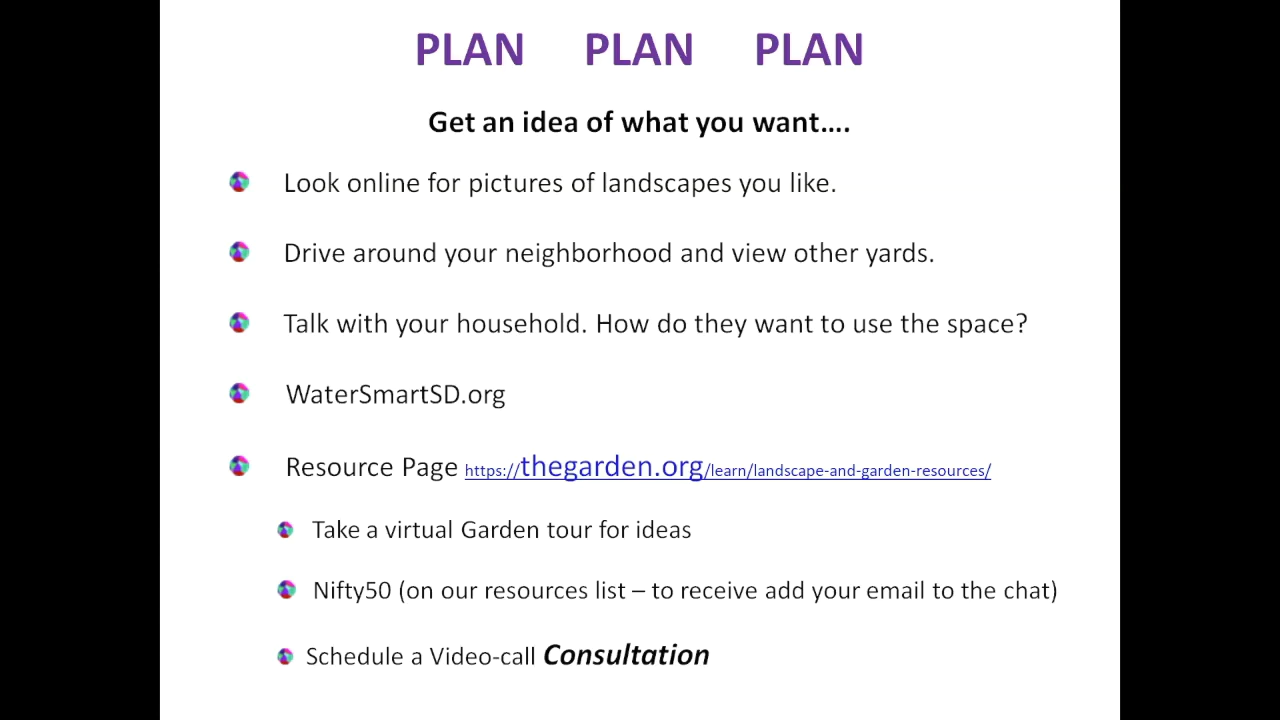 PLAN PLAN PLAN
Get an idea of what you want....
Look online for pictures of landscapes you like.
Drive around your neighborhood and view other yards.
Talk with your household. How do they want to use the space?
WaterSmartSD.org
Resource Page https://thegarden.org/learn/landscape-and-garden-resources/
Take a virtual Garden tour for ideas
Nifty50 (on our resources list – to receive add your email to the chat)
Schedule a Video-call Consultation